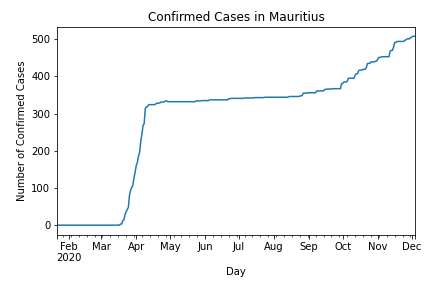 Confirmed Cases in Mauritius
Number of Confirmed Cases
500
400
300
200
100
0
Feb Mar Apr May Jun Jul Aug Sep Oct Nov Dec
2020
Day